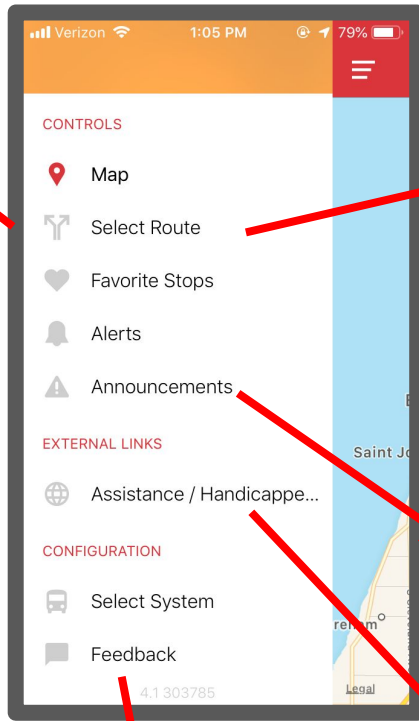 Verizon 1:05 PM 79%
CONTROLS
Map
Select Route
Favorite Stops
Alerts
Announcements
EXTERNAL LINKS
Saint Jo
Assistance / Handicappe...
CONFIGURATION
Select System
Feedback
4.1 303785
Legal